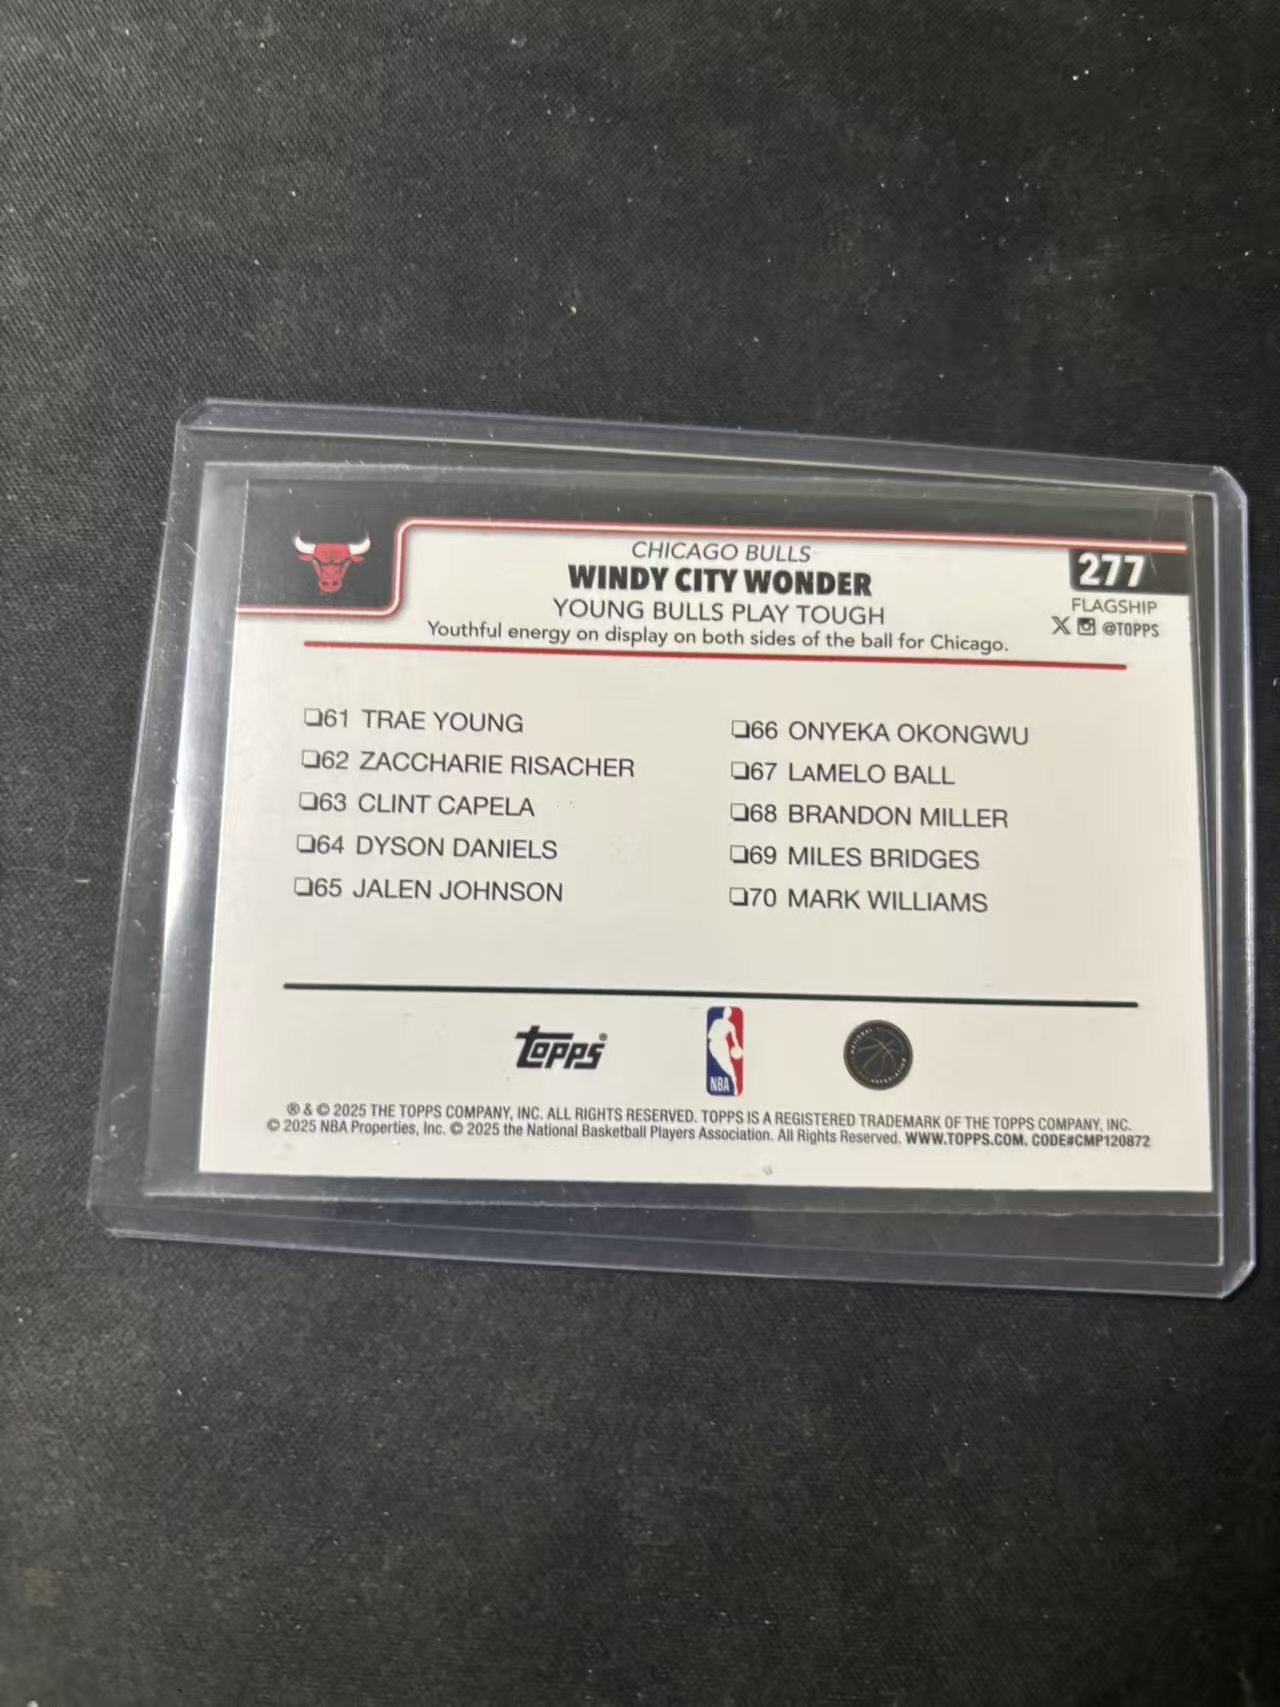 CHICAGO BULLS
WINDY CITY WONDER
YOUNG BULLS PLAY TOUGH
Youthful energy on display on both sides of the ball for Chicago.
277
FLAGSHIP
@TOPPS
❏61 TRAE YOUNG
❏62 ZACCHARIE RISACHER
❏63 CLINT CAPELA
❏64 DYSON DANIELS
❏65 JALEN JOHNSON
❏66 ONYEKA OKONGWU
❏67 LAMELO BALL
❏68 BRANDON MILLER
❏69 MILES BRIDGES
❏70 MARK WILLIAMS
topps®
NBA
NATIONAL
ASSOCIATION
® & © 2025 THE TOPPS COMPANY, INC. ALL RIGHTS RESERVED. TOPPS IS A REGISTERED TRADEMARK OF THE TOPPS COMPANY, INC.
© 2025 NBA Properties, Inc. © 2025 the National Basketball Players Association. All Rights Reserved. WWW.TOPPS.COM. CODE#CMP120872